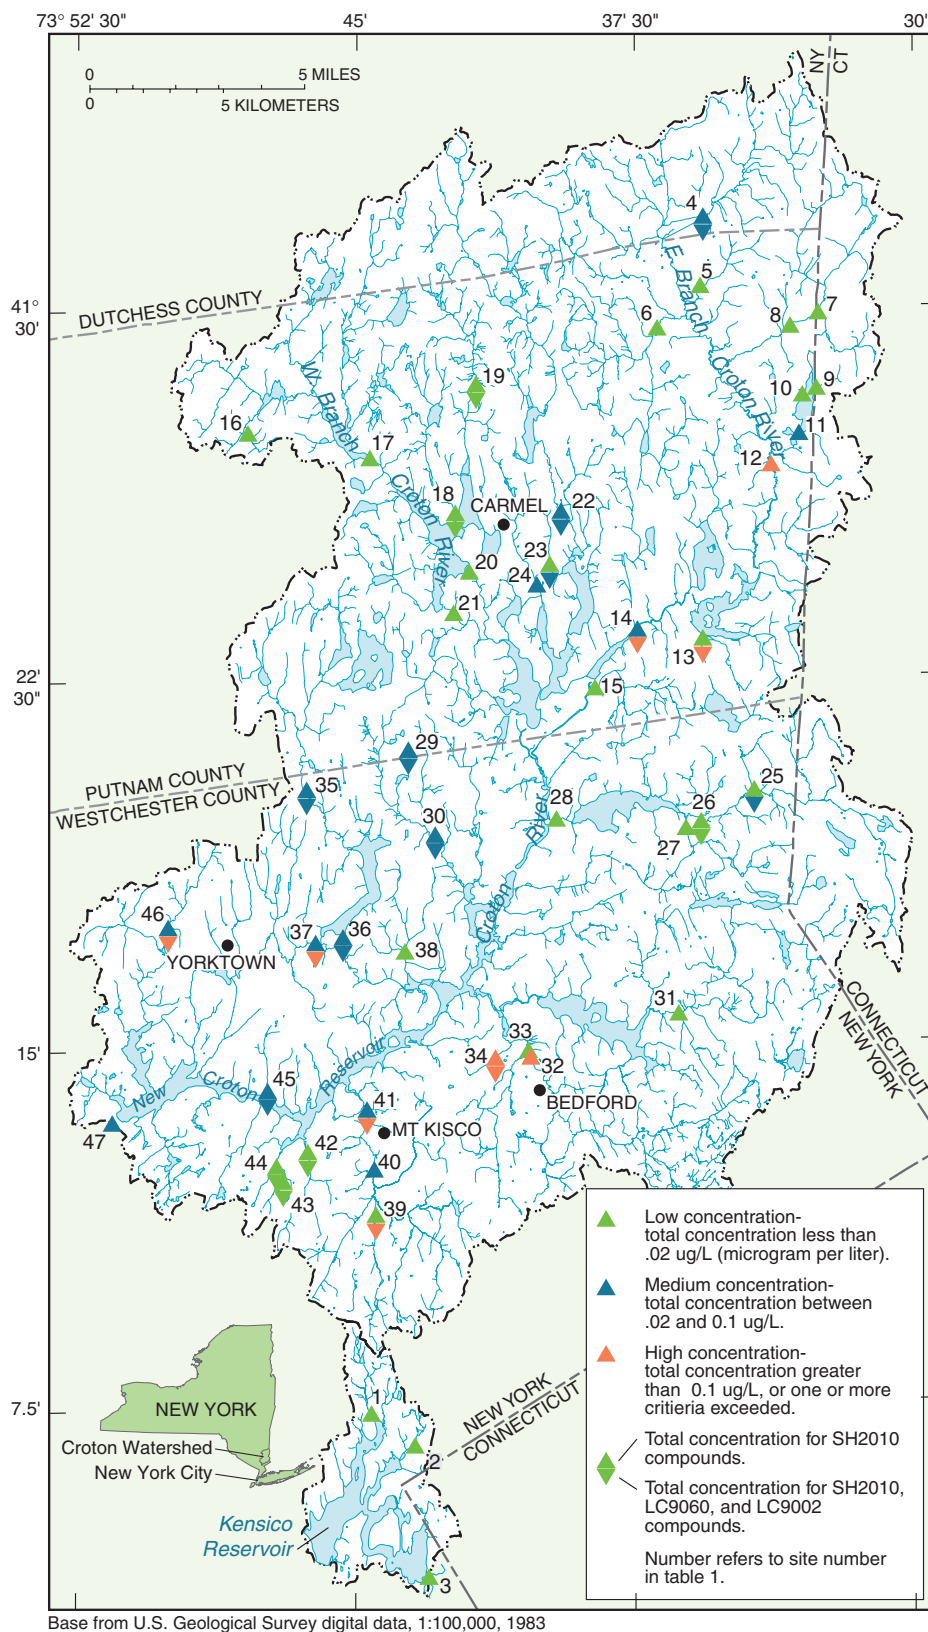 73° 52' 30"
45'
37' 30"
30'
0
5 MILES
0
5 KILOMETERS
NY
CT
4
E. Branch
Croton River
5
DUTCHESS COUNTY
41°
30'
6
8
7
W. Branch
Croton River
19
10
9
16
11
17
12
18
CARMEL
22
23
20
24
21
14
13
22'
30"
15
29
PUTNAM COUNTY
WESTCHESTER COUNTY
35
25
28
26
30
27
Croton
River
46
37
36
38
YORKTOWN
31
CONNECTICUT
NEW YORK
15'
33
34
32
New
Croton
Reservoir
45
BEDFORD
41
47
MT KISCO
42
44
40
43
39
Low concentration-
total concentration less than
.02 ug/L (microgram per liter).
Medium concentration-
total concentration between
.02 and 0.1 ug/L.
High concentration-
total concentration greater
than 0.1 ug/L, or one or more
critieria exceeded.
Total concentration for SH2010
compounds.
Total concentration for SH2010,
LC9060, and LC9002
compounds.
Number refers to site number
in table 1.
NEW YORK
Croton Watershed
New York City
7.5'
1
NEW YORK
CONNECTICUT
2
Kensico
Reservoir
3
Base from U.S. Geological Survey digital data, 1:100,000, 1983